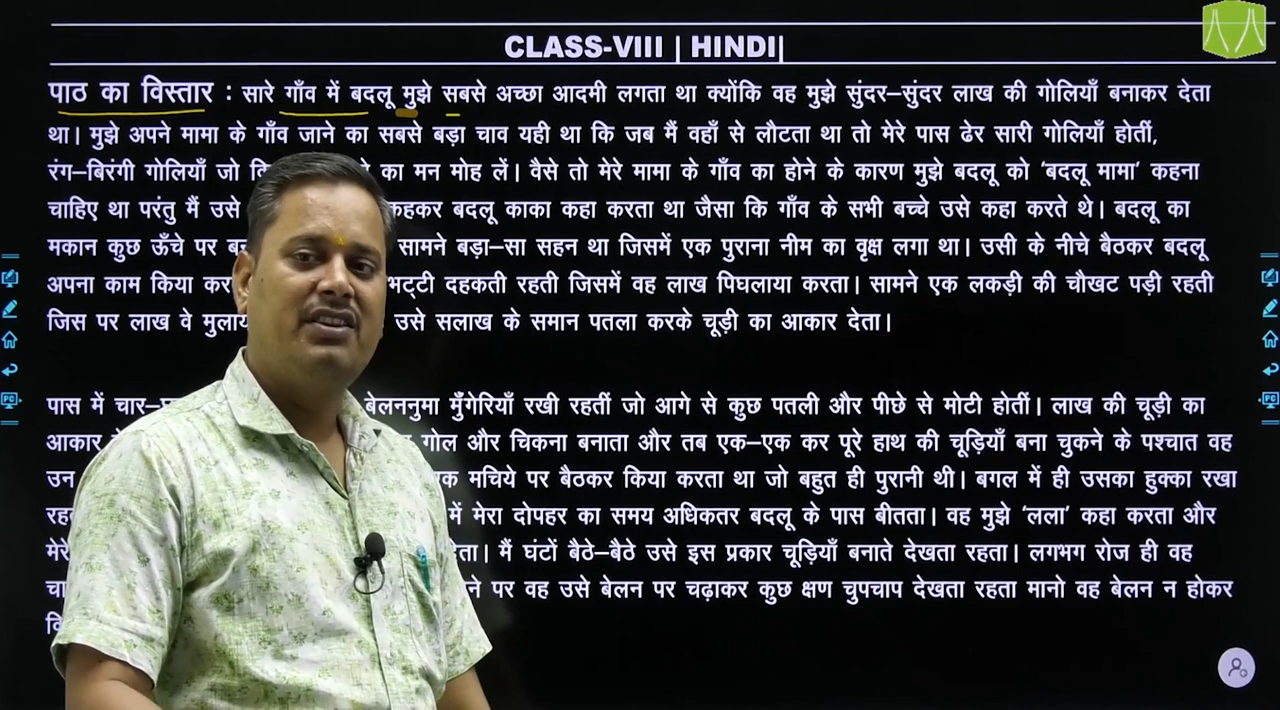 CLASS-VIII | HINDI|
पाठ का विस्तार : सारे गाँव में बदलू मुझे सबसे अच्छा आदमी लगता था क्योंकि वह मुझे सुंदर–सुंदर लाख की गोलियाँ बनाकर देता
था। मुझे अपने मामा के गाँव जाने का सबसे बड़ा चाव यही था कि जब मैं वहाँ से लौटता था तो मेरे पास ढेर सारी गोलियाँ होतीं,
रंग–बिरंगी गोलियाँ जो का मन मोह लें। वैसे तो मेरे मामा के गाँव का होने के कारण मुझे बदलू को ‘बदलू मामा’ कहना
चाहिए था परंतु मैं उसे कहकर बदलू काका कहा करता था जैसा कि गाँव के सभी बच्चे उसे कहा करते थे। बदलू का
मकान कुछ ऊँचे पर सामने बड़ा–सा सहन था जिसमें एक पुराना नीम का वृक्ष लगा था। उसी के नीचे बैठकर बदलू
अपना काम किया भट्टी दहकती रहती जिसमें वह लाख पिघलाया करता। सामने एक लकड़ी की चौखट पड़ी रहती
जिस पर लाख वे उसे सलाख के समान पतला करके चूड़ी का आकार देता।
पास में बेलननुमा मुँगेरियाँ रखी रहतीं जो आगे से कुछ पतली और पीछे से मोटी होतीं। लाख की चूड़ी का
आकार गोल और चिकना बनाता और तब एक–एक कर पूरे हाथ की चूड़ियाँ बना चुकने के पश्चात वह
उन मचिये पर बैठकर किया करता था जो बहुत ही पुरानी थी। बगल में ही उसका हुक्का रखा
में मेरा दोपहर का समय अधिकतर बदलू के पास बीतता। वह मुझे ‘लला’ कहा करता और
मेरे मैं घंटों बैठे–बैठे उसे इस प्रकार चूड़ियाँ बनाते देखता रहता। लगभग रोज ही वह
पर वह उसे बेलन पर चढ़ाकर कुछ क्षण चुपचाप देखता रहता मानो वह बेलन न होकर